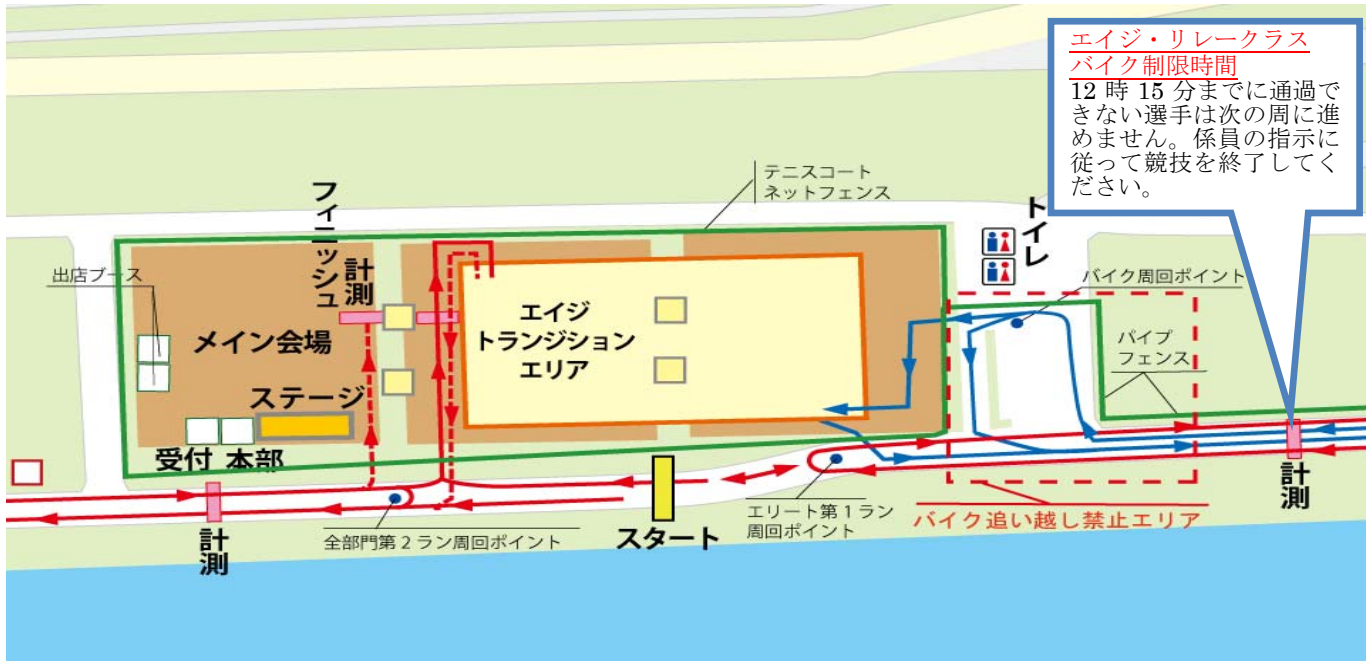 エイジ・リレークラス
バイク制限時間
12 時 15 分までに通過で
きない選手は次の周に進
めません。係員の指示に
従って競技を終了してく
ださい。
テニスコート
ネットフェンス
フィニッシュ
計測
トイレ
出店ブース
バイク周回ポイント
メイン会場
エイジ
トランジション
エリア
パイプ
フェンス
ステージ
受付
本部
計測
計測
全部門第２ラン周回ポイント
スタート
エリート第１ラン
周回ポイント
バイク追い越し禁止エリア